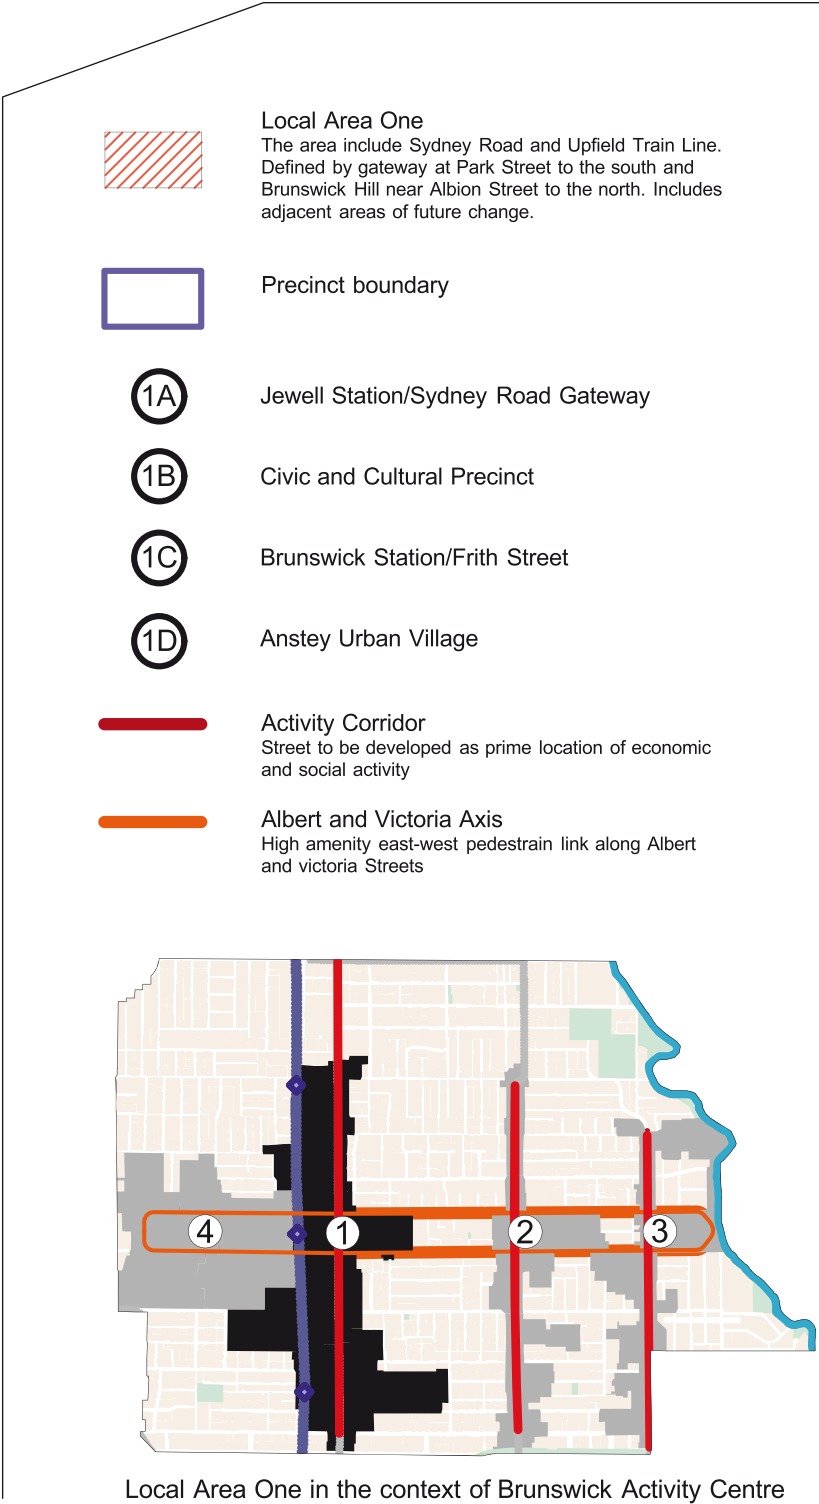 Local Area One
The area include Sydney Road and Upfield Train Line.
Defined by gateway at Park Street to the south and
Brunswick Hill near Albion Street to the north. Includes
adjacent areas of future change.
Precinct boundary
1A Jewell Station/Sydney Road Gateway
1B Civic and Cultural Precinct
1C Brunswick Station/Frith Street
1D Anstey Urban Village
Activity Corridor
Street to be developed as prime location of economic
and social activity
Albert and Victoria Axis
High amenity east-west pedestrain link along Albert
and victoria Streets
4 1 2 3
Local Area One in the context of Brunswick Activity Centre